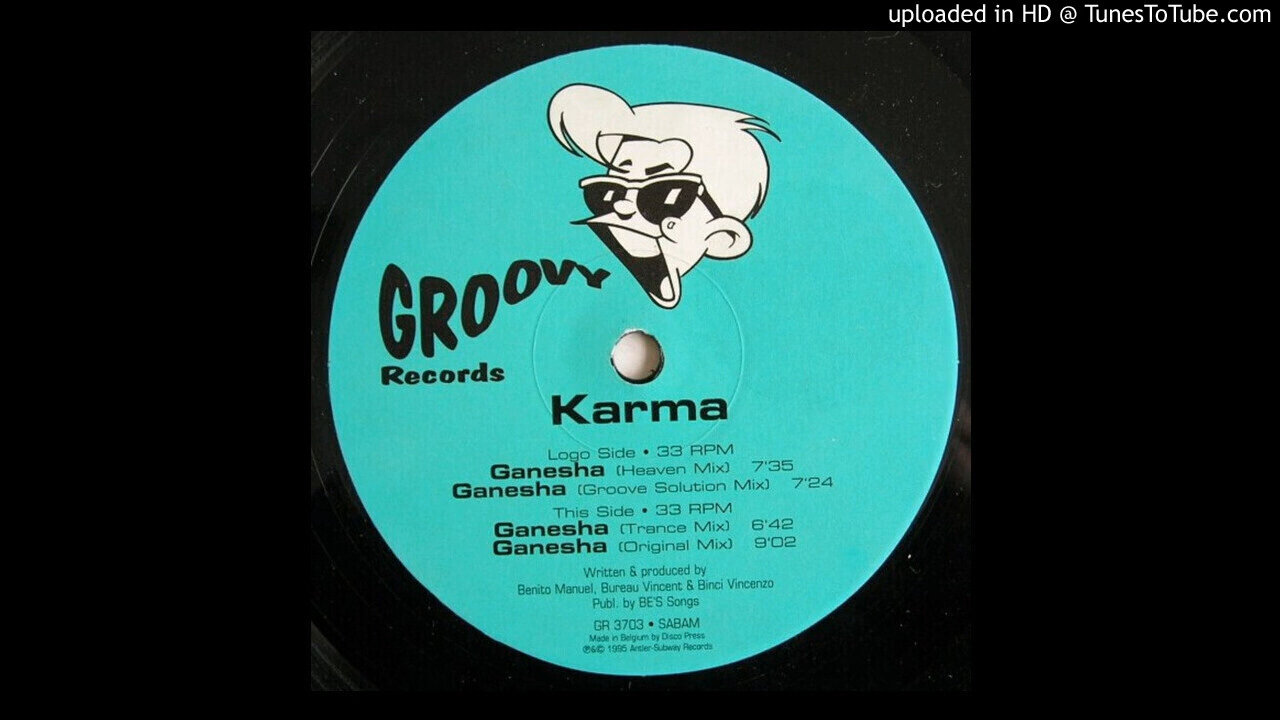 uploaded in HD @ TunesToTube.com
GROOVY
Records
Karma
Logo Side • 33 RPM
Ganesha (Heaven Mix) 7'35
Ganesha (Groove Solution Mix) 7'24
This Side • 33 RPM
Ganesha (Trance Mix) 6'42
Ganesha (Original Mix) 9'02
Written & produced by
Benito Manuel, Bureau Vincent & Binci Vincenzo
Publ. by BE'S Songs
GR 3703 • SABAM
Made in Belgium by Disco Press
℗&© 1995 Antler-Subway Records